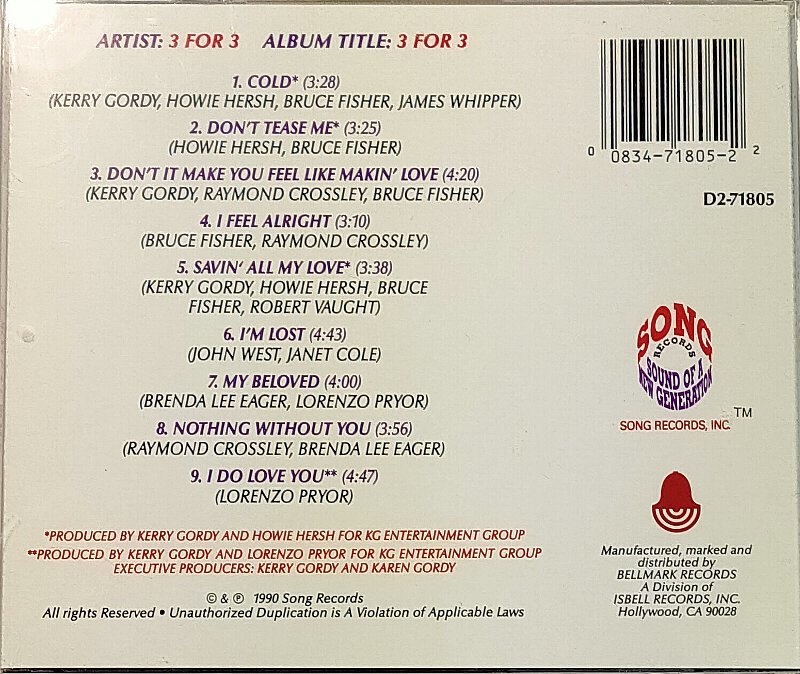 ARTIST: 3 FOR 3 ALBUM TITLE: 3 FOR 3
1. COLD* (3:28)
(KERRY GORDY, HOWIE HERSH, BRUCE FISHER, JAMES WHIPPER)
2. DON'T TEASE ME* (3:25)
(HOWIE HERSH, BRUCE FISHER)
3. DON'T IT MAKE YOU FEEL LIKE MAKIN' LOVE (4:20)
(KERRY GORDY, RAYMOND CROSSLEY, BRUCE FISHER)
4. I FEEL ALRIGHT (3:10)
(BRUCE FISHER, RAYMOND CROSSLEY)
5. SAVIN' ALL MY LOVE* (3:38)
(KERRY GORDY, HOWIE HERSH, BRUCE
FISHER, ROBERT VAUGHT)
6. I'M LOST (4:43)
(JOHN WEST, JANET COLE)
7. MY BELOVED (4:00)
(BRENDA LEE EAGER, LORENZO PRYOR)
8. NOTHING WITHOUT YOU (3:56)
(RAYMOND CROSSLEY, BRENDA LEE EAGER)
9. I DO LOVE YOU** (4:47)
(LORENZO PRYOR)
*PRODUCED BY KERRY GORDY AND HOWIE HERSH FOR KG ENTERTAINMENT GROUP
**PRODUCED BY KERRY GORDY AND LORENZO PRYOR FOR KG ENTERTAINMENT GROUP
EXECUTIVE PRODUCERS: KERRY GORDY AND KAREN GORDY
© & ℗ 1990 Song Records
All rights Reserved • Unauthorized Duplication is A Violation of Applicable Laws
0 0834-71805-2 2
D2-71805
SONG
RECORDS
SOUND OF A
NEW GENERATION
TM
SONG RECORDS, INC.
Manufactured, marked and
distributed by
BELLMARK RECORDS
A Division of
ISBELL RECORDS, INC.
Hollywood, CA 90028